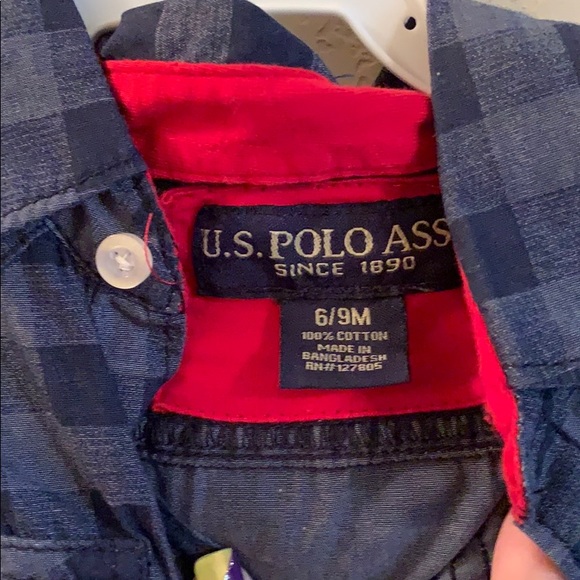 U.S. POLO ASS
SINCE 1890
6/9M
100% COTTON
MADE IN
BANGLADESH
RN#127805